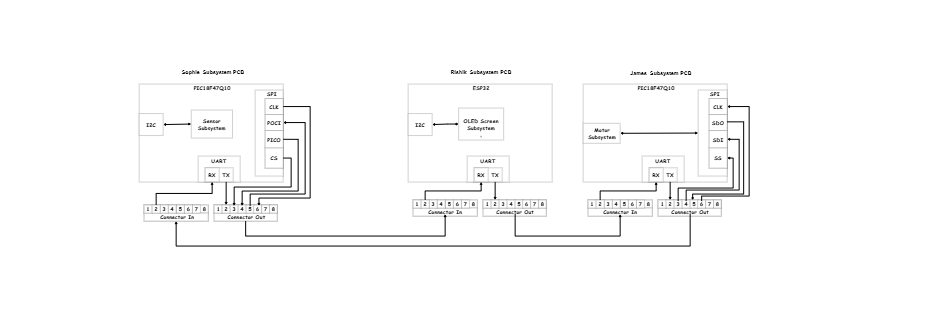 Sophie Subsystem PCB
Rishik Subsystem PCB
James Subsystem PCB
PIC18F47Q10
ESP32
PIC18F47Q10
SPI
CLK
POCI
PICO
CS
I2C
Sensor
Subsystem
UART
RX TX
1 2 3 4 5 6 7 8
Connector In
1 2 3 4 5 6 7 8
Connector Out
I2C
OLED Screen
Subsystem
UART
RX TX
1 2 3 4 5 6 7 8
Connector In
1 2 3 4 5 6 7 8
Connector Out
SPI
CLK
SDO
SDI
SS
Motor
Subsystem
UART
RX TX
1 2 3 4 5 6 7 8
Connector In
1 2 3 4 5 6 7 8
Connector Out